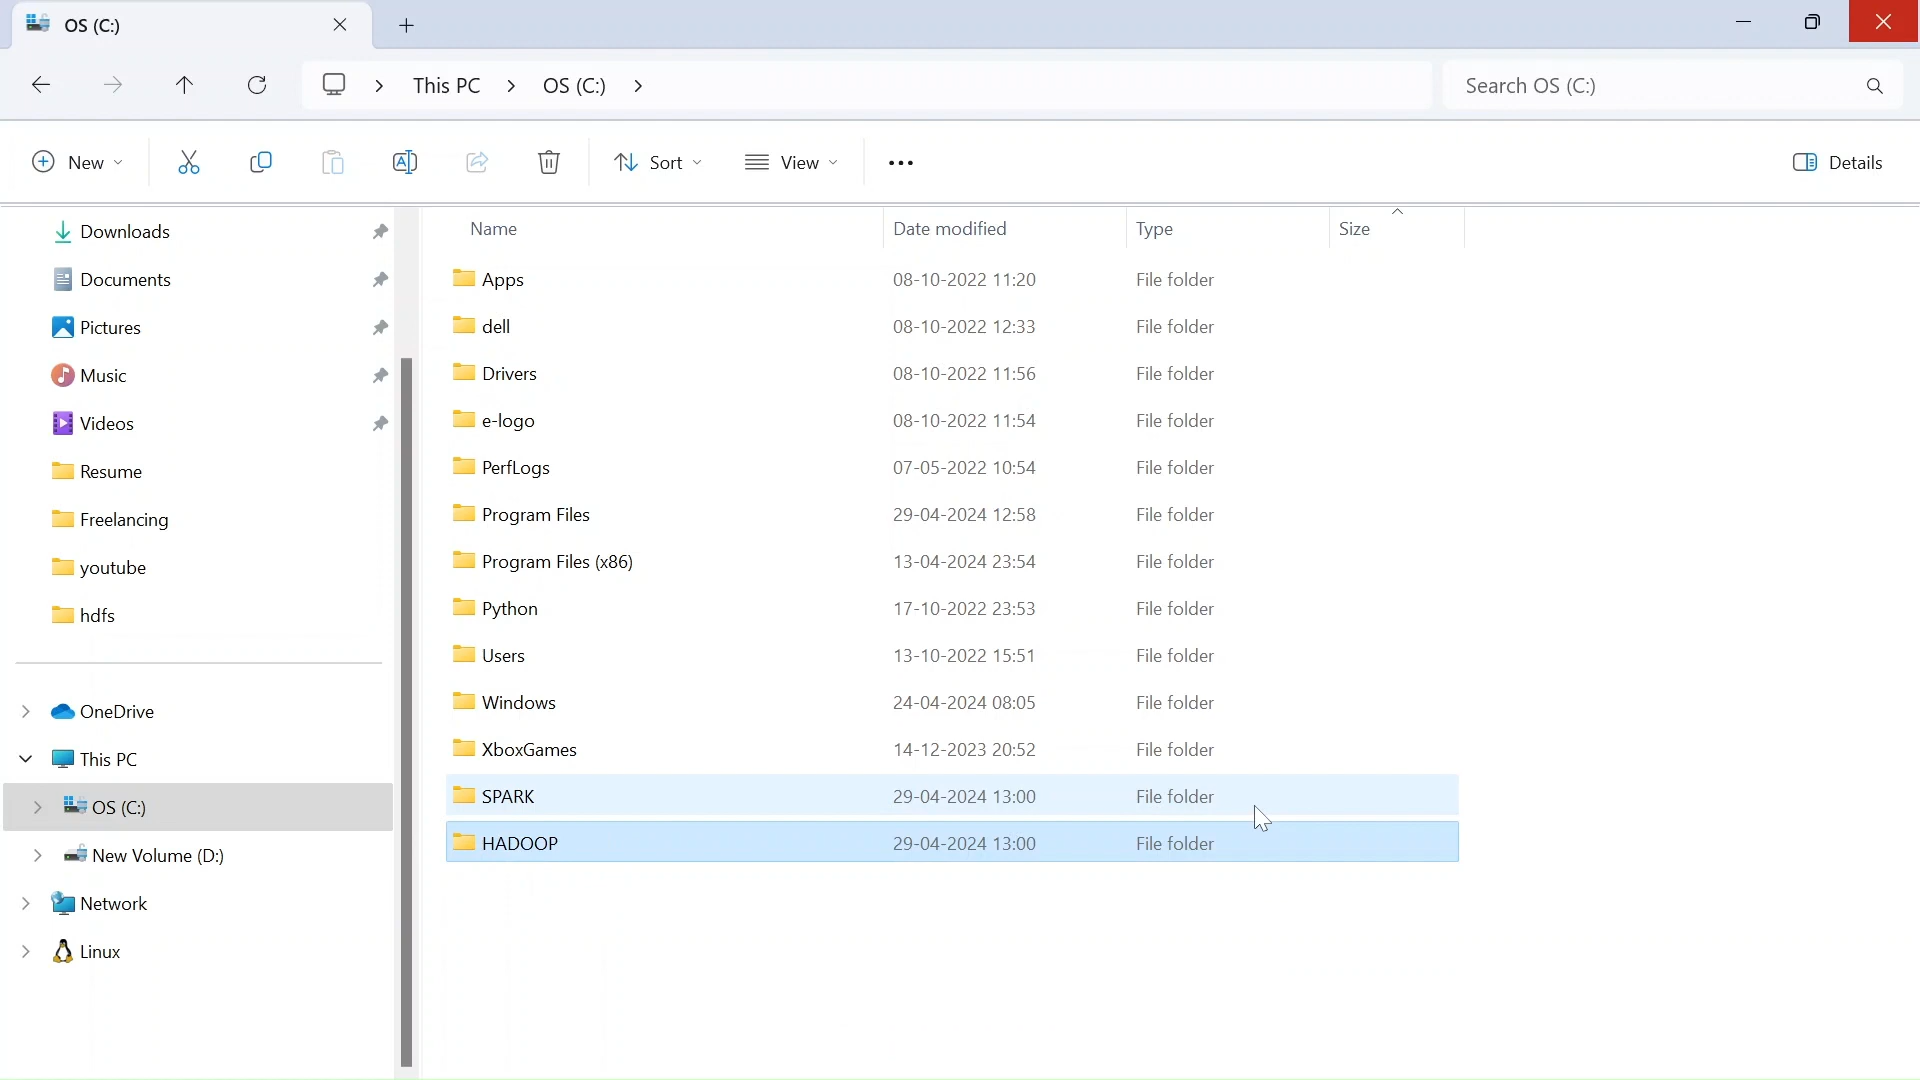 OS (C:)
This PC > OS (C:) >
Search OS (C:)
New
Sort
View
Details
Downloads
Documents
Pictures
Music
Videos
Resume
Freelancing
youtube
hdfs
OneDrive
This PC
OS (C:)
New Volume (D:)
Network
Linux
Name Date modified Type Size
Apps 08-10-2022 11:20 File folder
dell 08-10-2022 12:33 File folder
Drivers 08-10-2022 11:56 File folder
e-logo 08-10-2022 11:54 File folder
PerfLogs 07-05-2022 10:54 File folder
Program Files 29-04-2024 12:58 File folder
Program Files (x86) 13-04-2024 23:54 File folder
Python 17-10-2022 23:53 File folder
Users 13-10-2022 15:51 File folder
Windows 24-04-2024 08:05 File folder
XboxGames 14-12-2023 20:52 File folder
SPARK 29-04-2024 13:00 File folder
HADOOP 29-04-2024 13:00 File folder